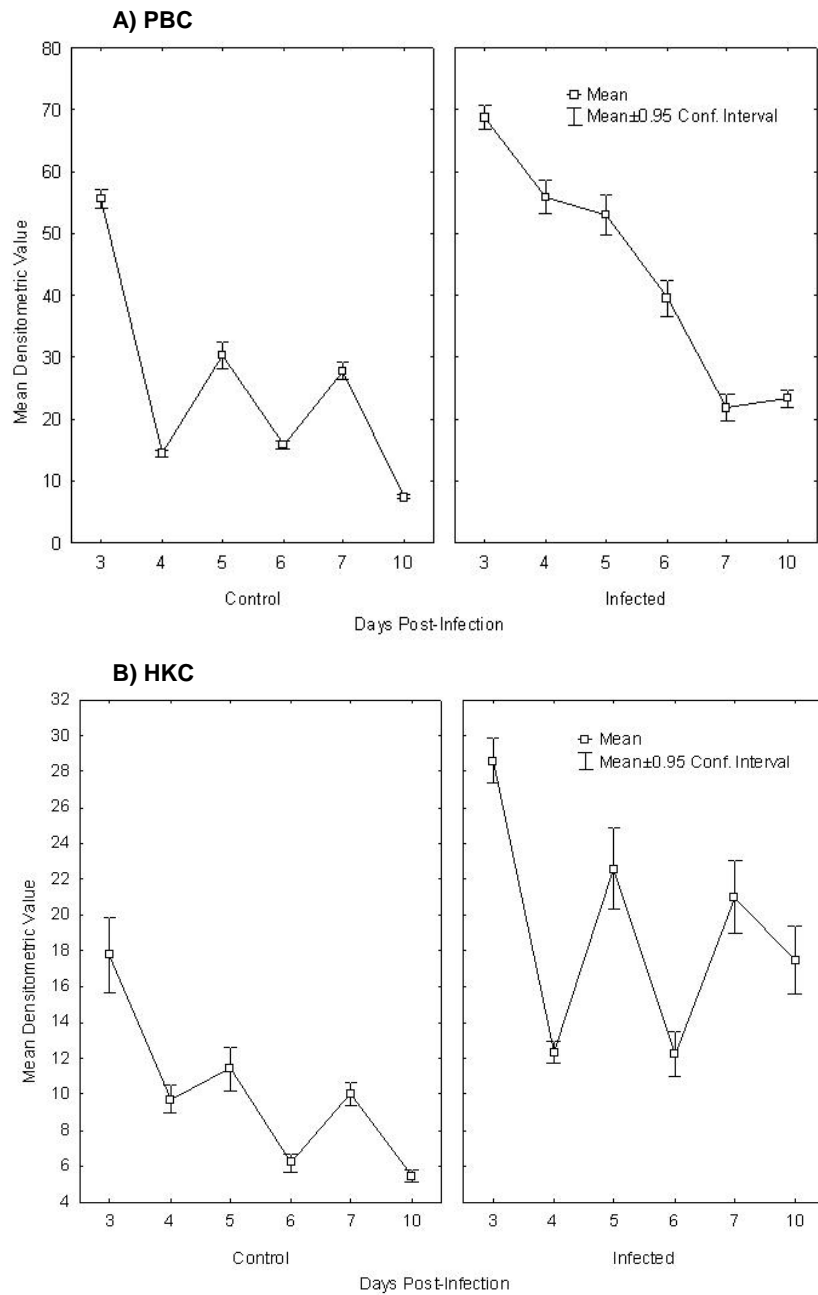 A) PBC
80
70
60
50
40
30
20
10
0
Mean Densitometric Value
Mean
Mean±0.95 Conf. Interval
3 4 5 6 7 10
3 4 5 6 7 10
Control
Infected
Days Post-Infection
B) HKC
32
30
28
26
24
22
20
18
16
14
12
10
8
6
4
Mean Densitometric Value
Mean
Mean±0.95 Conf. Interval
3 4 5 6 7 10
3 4 5 6 7 10
Control
Infected
Days Post-Infection